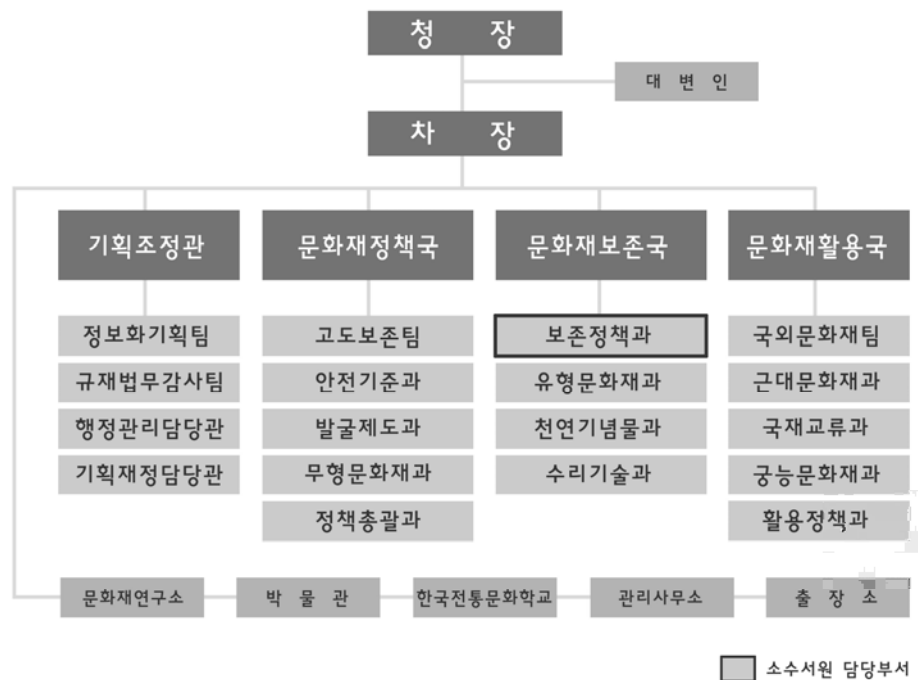 청 장
대 변 인
차 장
기획조정관
문화재정책국
문화재보존국
문화재활용국
정보화기획팀
고도보존팀
보존정책과
국외문화재팀
규재법무감사팀
안전기준과
유형문화재과
근대문화재과
행정관리담당관
발굴제도과
천연기념물과
국재교류과
기획재정담당관
무형문화재과
수리기술과
궁능문화재과
정책총괄과
활용정책과
문화재연구소
박 물 관
한국전통문화학교
관리사무소
출 장 소
소수서원 담당부서